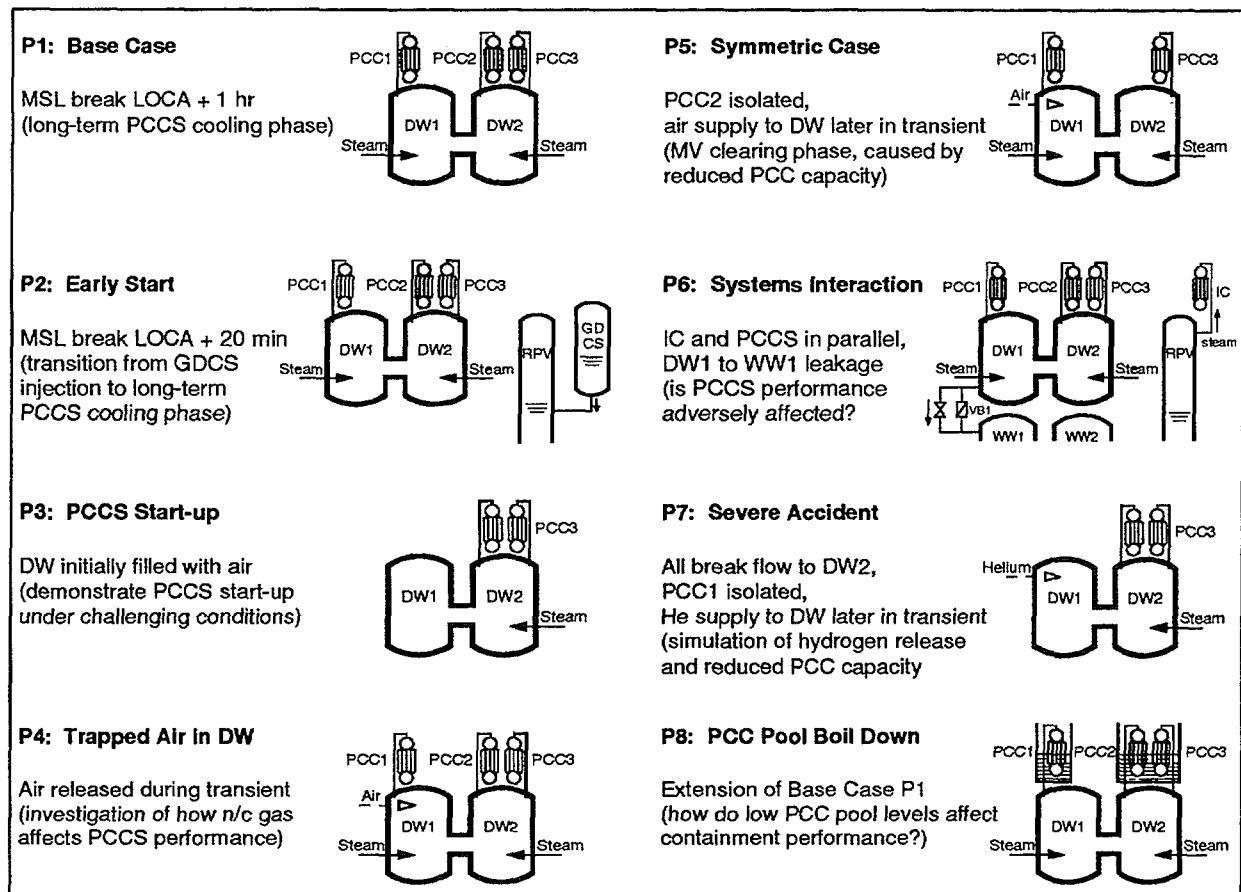 P1: Base Case
MSL break LOCA + 1 hr
(long-term PCCS cooling phase)
PCC1
PCC2
PCC3
DW1
DW2
Steam
Steam
P5: Symmetric Case
PCC2 isolated,
air supply to DW later in transient
(MV clearing phase, caused by
reduced PCC capacity)
PCC1
PCC3
Air
DW1
DW2
Steam
Steam
P2: Early Start
MSL break LOCA + 20 min
(transition from GDCS
injection to long-term
PCCS cooling phase)
PCC1
PCC2
PCC3
DW1
DW2
Steam
Steam
RPV
GD
CS
P6: Systems Interaction
IC and PCCS in parallel,
DW1 to WW1 leakage
(is PCCS performance
adversely affected?
PCC1
PCC2
PCC3
IC
steam
DW1
DW2
RPV
Steam
Steam
VB1
WW1
WW2
P3: PCCS Start-up
DW initially filled with air
(demonstrate PCCS start-up
under challenging conditions)
PCC3
DW1
DW2
Steam
P7: Severe Accident
All break flow to DW2,
PCC1 isolated,
He supply to DW later in transient
(simulation of hydrogen release
and reduced PCC capacity
PCC3
Helium
DW1
DW2
Steam
P4: Trapped Air in DW
Air released during transient
(investigation of how n/c gas
affects PCCS performance)
PCC1
PCC2
PCC3
Air
DW1
DW2
Steam
Steam
P8: PCC Pool Boil Down
Extension of Base Case P1
(how do low PCC pool levels affect
containment performance?)
PCC1
PCC2
PCC3
DW1
DW2
Steam
Steam